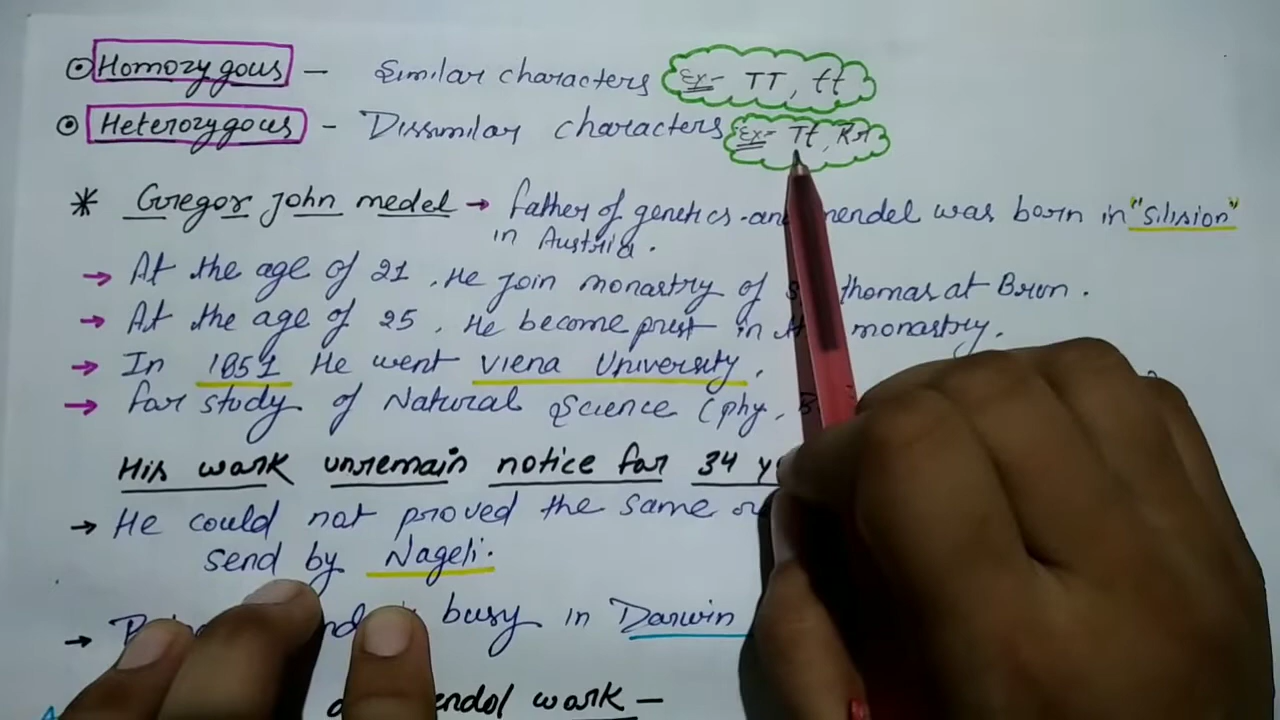 Homozygous – Similar characters Ex- TT, tt
Heterozygous – Dissimilar characters Ex- Tt, Rr
* Gregor john medel → father of genetics . and mendel was born in "Silision"
in Austria.
→ At the age of 21 . He join monastry of thomas at Brun .
→ At the age of 25 . He become prest in monastry.
→ In 1851 He went Viena University.
→ for study of Natural Science (phy,
His work unremain notice for 34
→ He could not proved the same
send by Nageli.
→ busy in Darwin
work –